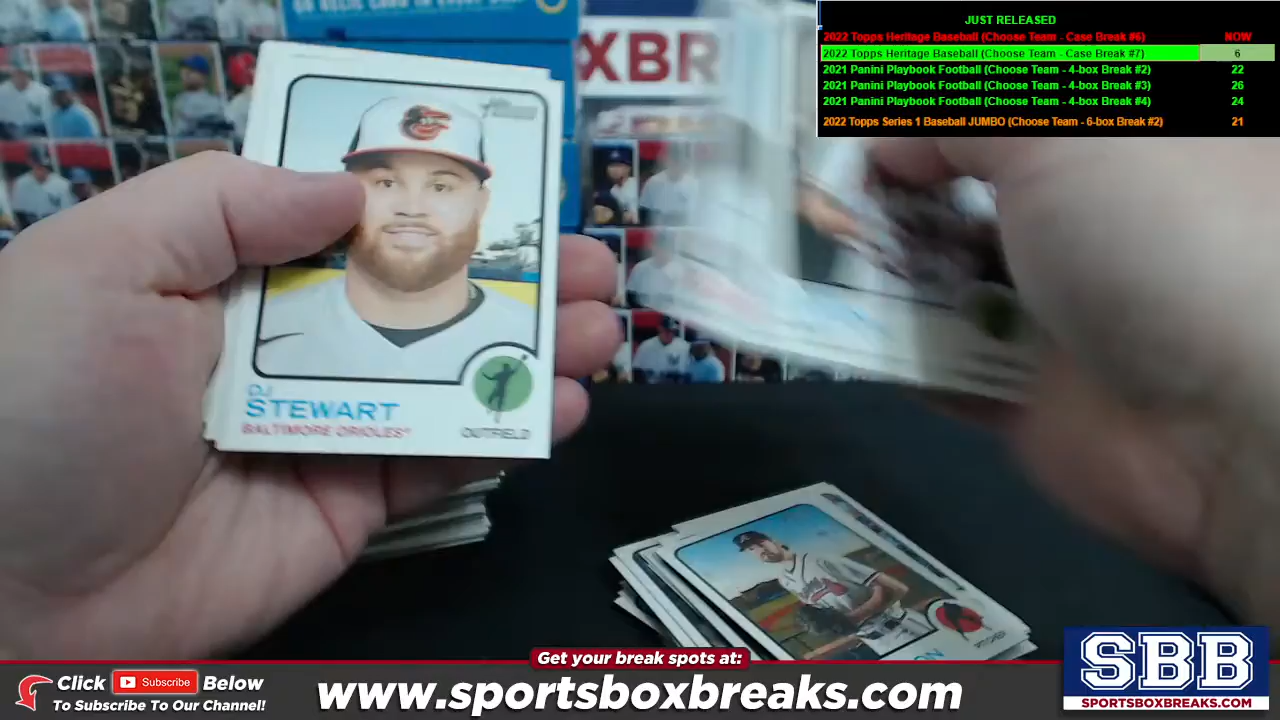 JUST RELEASED
2022 Topps Heritage Baseball (Choose Team - Case Break #6) NOW
2022 Topps Heritage Baseball (Choose Team - Case Break #7) 6
2021 Panini Playbook Football (Choose Team - 4-box Break #2) 22
2021 Panini Playbook Football (Choose Team - 4-box Break #3) 26
2021 Panini Playbook Football (Choose Team - 4-box Break #4) 24
2022 Topps Series 1 Baseball JUMBO (Choose Team - 6-box Break #2) 21
OXBR
Heritage
DJ
STEWART
BALTIMORE ORIOLES
OUTFIELD
ON
PITCHER
Get your break spots at:
Click Subscribe Below
To Subscribe To Our Channel!
www.sportsboxbreaks.com
SBB
SPORTSBOXBREAKS.COM